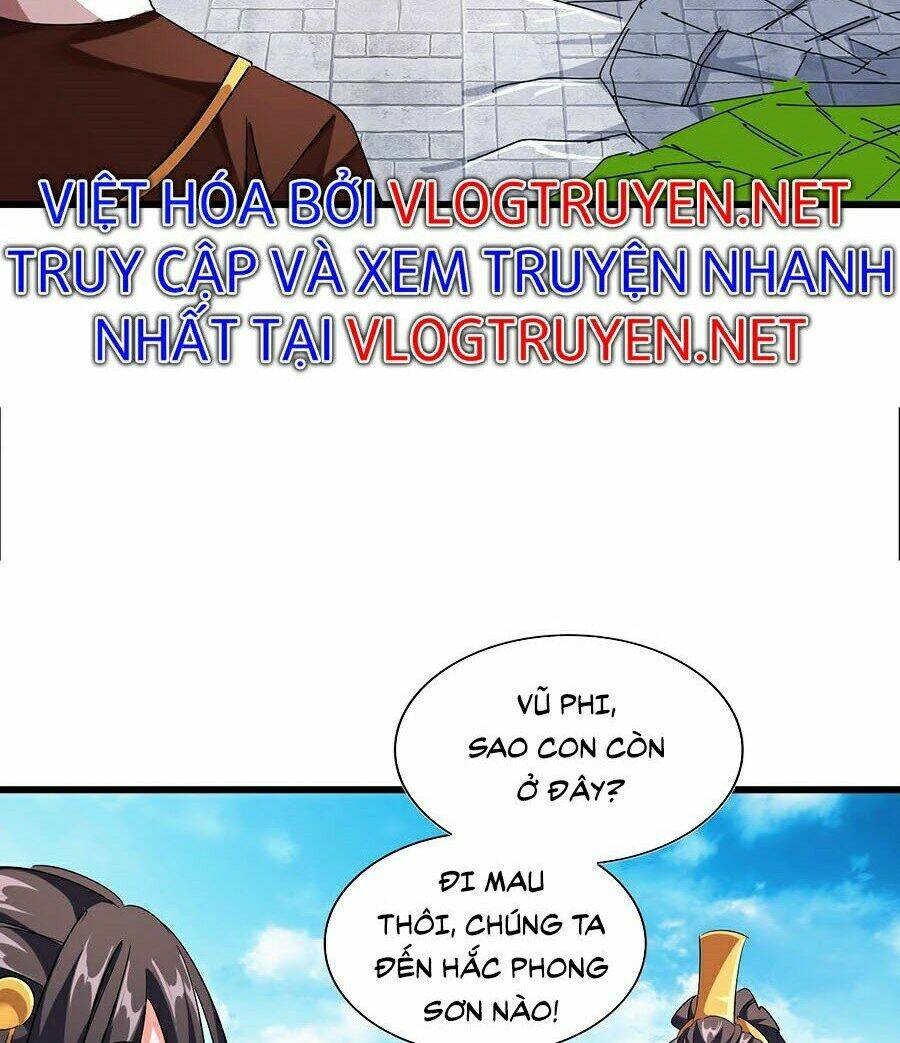 VIỆT HÓA BỞI VLOGTRUYEN.NET
TRUY CẬP VÀ XEM TRUYỆN NHANH
NHẤT TẠI VLOGTRUYEN.NET
VŨ PHI,
SAO CON CÒN
Ở ĐÂY?
ĐI MAU
THÔI, CHÚNG TA
ĐẾN HẮC PHONG
SƠN NÀO!